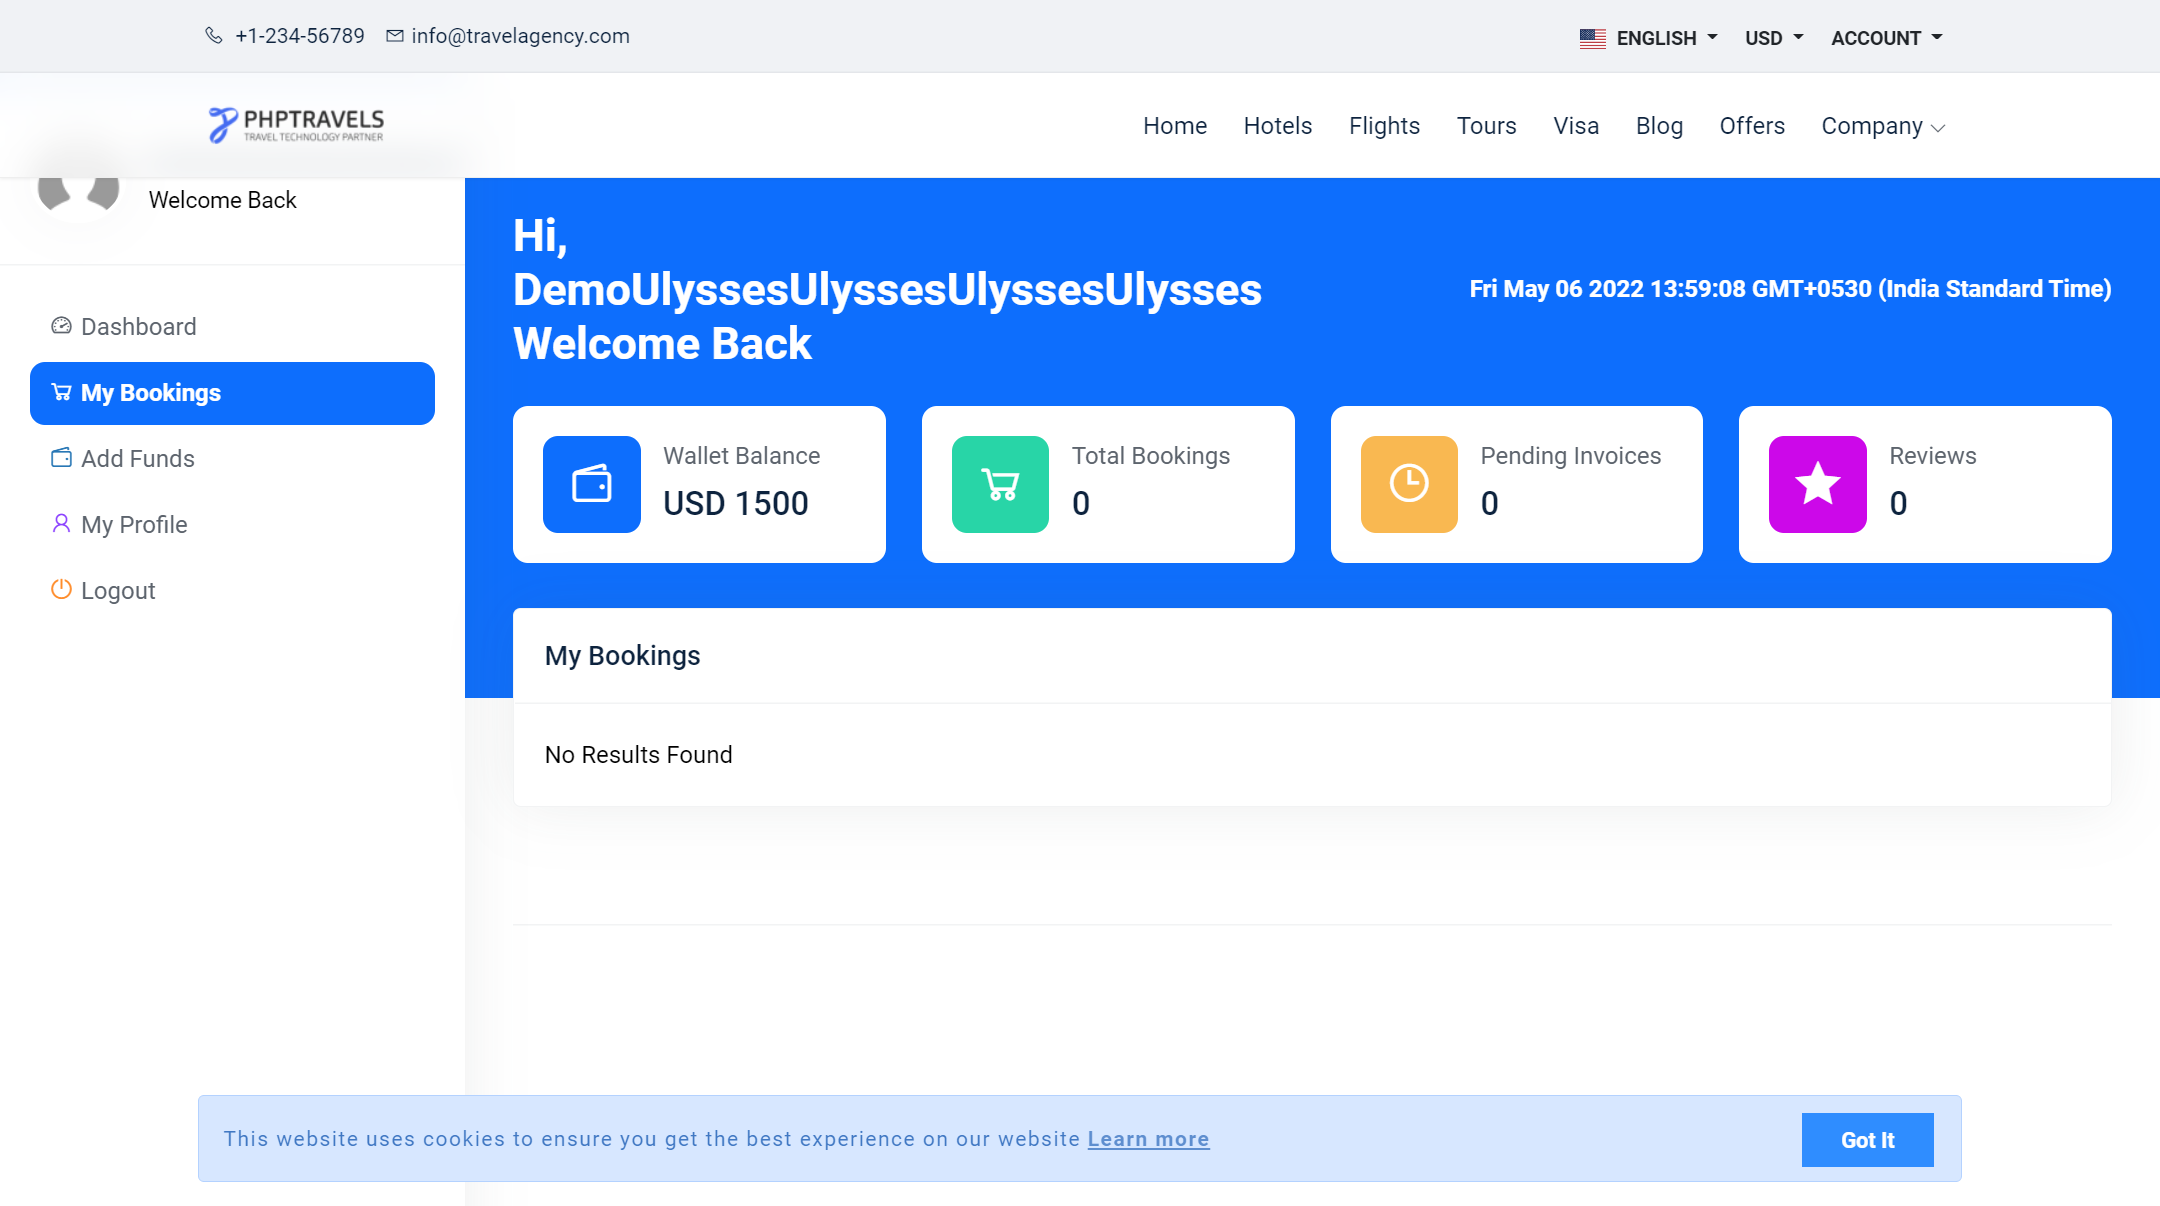 +1-234-56789 info@travelagency.com
ENGLISH USD ACCOUNT
PHPTRAVELS
TRAVEL TECHNOLOGY PARTNER
Home Hotels Flights Tours Visa Blog Offers Company
Welcome Back
Dashboard
My Bookings
Add Funds
My Profile
Logout
Hi,
DemoUlyssesUlyssesUlyssesUlysses
Welcome Back
Fri May 06 2022 13:59:08 GMT+0530 (India Standard Time)
Wallet Balance
USD 1500
Total Bookings
0
Pending Invoices
0
Reviews
0
My Bookings
No Results Found
This website uses cookies to ensure you get the best experience on our website Learn more
Got It